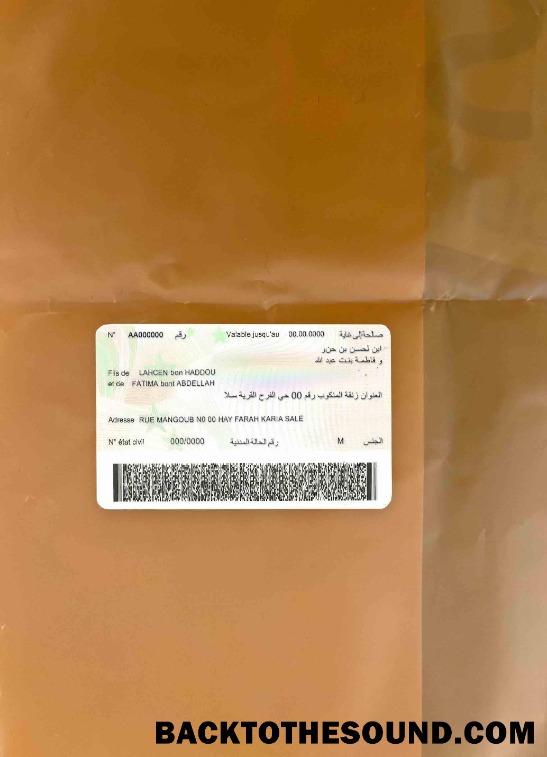 N° AA000000 رقم Valable jusqu'au 00.00.0000 صالحة إلى غاية
ابن لحسن بن حدو
و فاطمة بنت عبد الله
Fils de LAHCEN ben HADDOU
et de FATIMA bent ABDELLAH
العنوان زنقة المنكوب رقم 00 حي الفرح القرية سلا
Adresse RUE MANGOUB N0 00 HAY FARAH KARIA SALE
N° état civil 000/0000 رقم الحالة المدنية M الجنس
BACKTOTHESOUND.COM